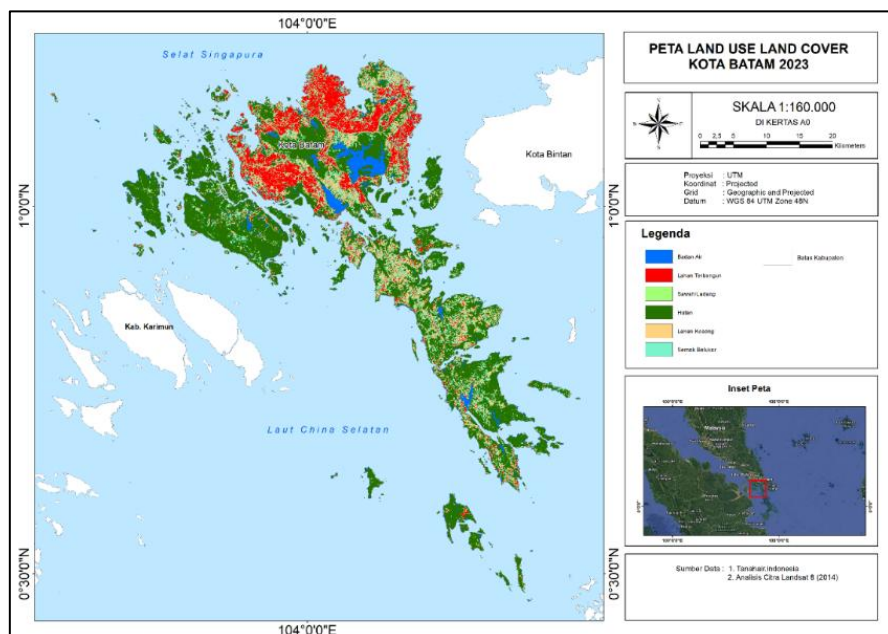 104°0'0"E
Selat Singapura
Kota Batam
Kota Bintan
1°0'0"N
1°0'0"N
Kab. Karimun
Laut China Selatan
0°30'0"N
0°30'0"N
104°0'0"E
PETA LAND USE LAND COVER
KOTA BATAM 2023
SKALA 1:160.000
DI KERTAS A0
0 2,5 5 10 15 20
Kilometers
Proyeksi : UTM
Koordinat : Projected
Grid : Geographic and Projected
Datum : WGS 84 UTM Zone 48N
Legenda
Badan Air
Batas Kabupaten
Lahan Terbangun
Sawah Ladang
Hutan
Lahan Kosong
Semak Belukar
Inset Peta
Malaysia
Sumber Data : 1. Tanahair.indonesia
2. Analisis Citra Landsat 8 (2014)